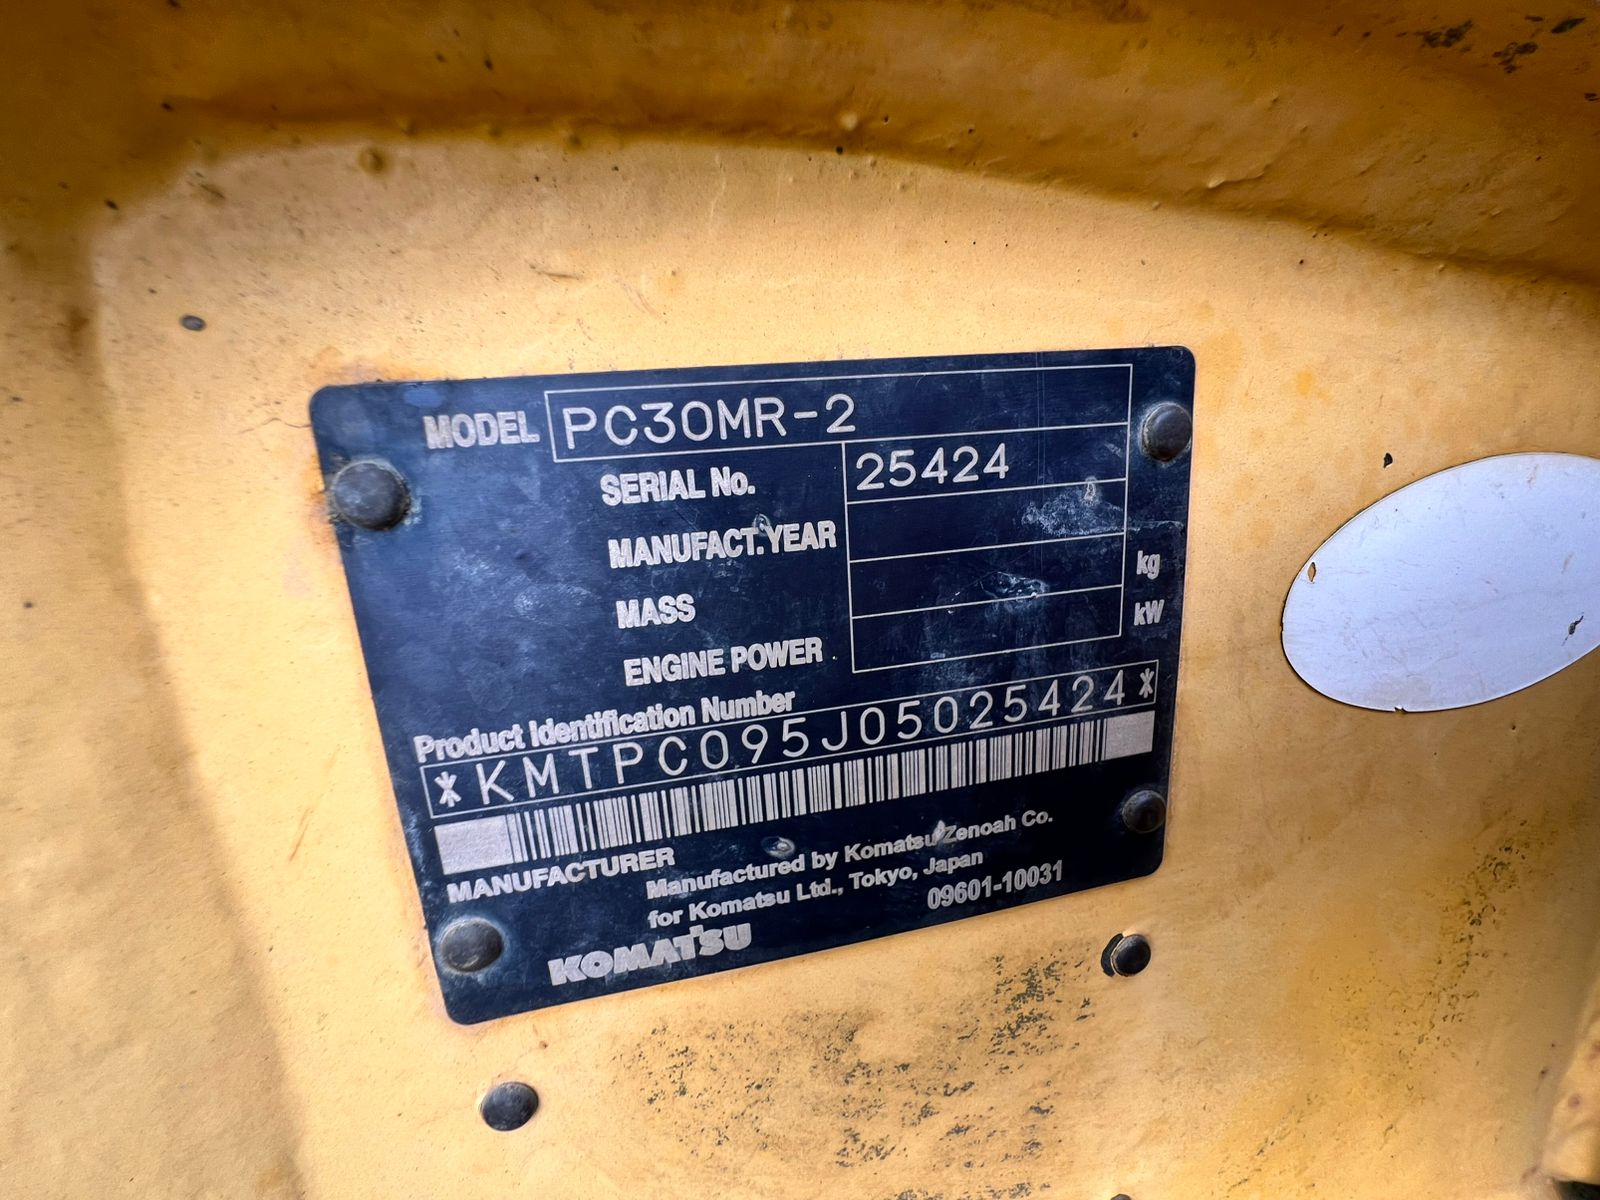 MODEL PC30MR-2
SERIAL No. 25424
MANUFACT.YEAR
MASS kg
ENGINE POWER kW
Product Identification Number
*KMTPC095J05025424*
MANUFACTURER
Manufactured by Komatsu Zenoah Co.
for Komatsu Ltd., Tokyo, Japan
09601-10031
KOMATSU